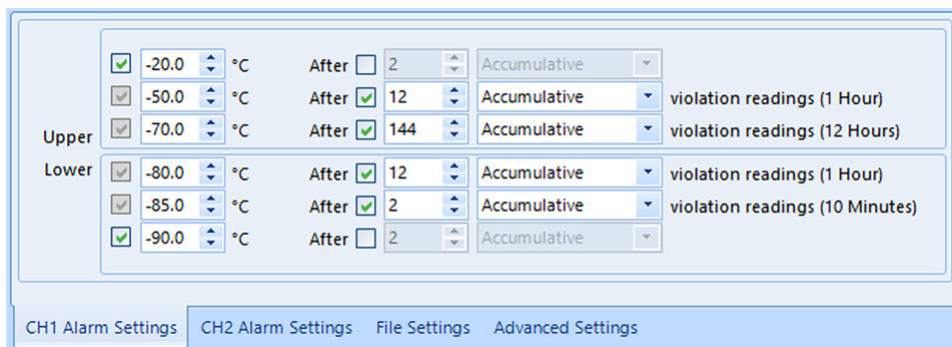 -20.0 °C After 2 Accumulative
-50.0 °C After 12 Accumulative violation readings (1 Hour)
Upper -70.0 °C After 144 Accumulative violation readings (12 Hours)
Lower -80.0 °C After 12 Accumulative violation readings (1 Hour)
-85.0 °C After 2 Accumulative violation readings (10 Minutes)
-90.0 °C After 2 Accumulative
CH1 Alarm Settings CH2 Alarm Settings File Settings Advanced Settings